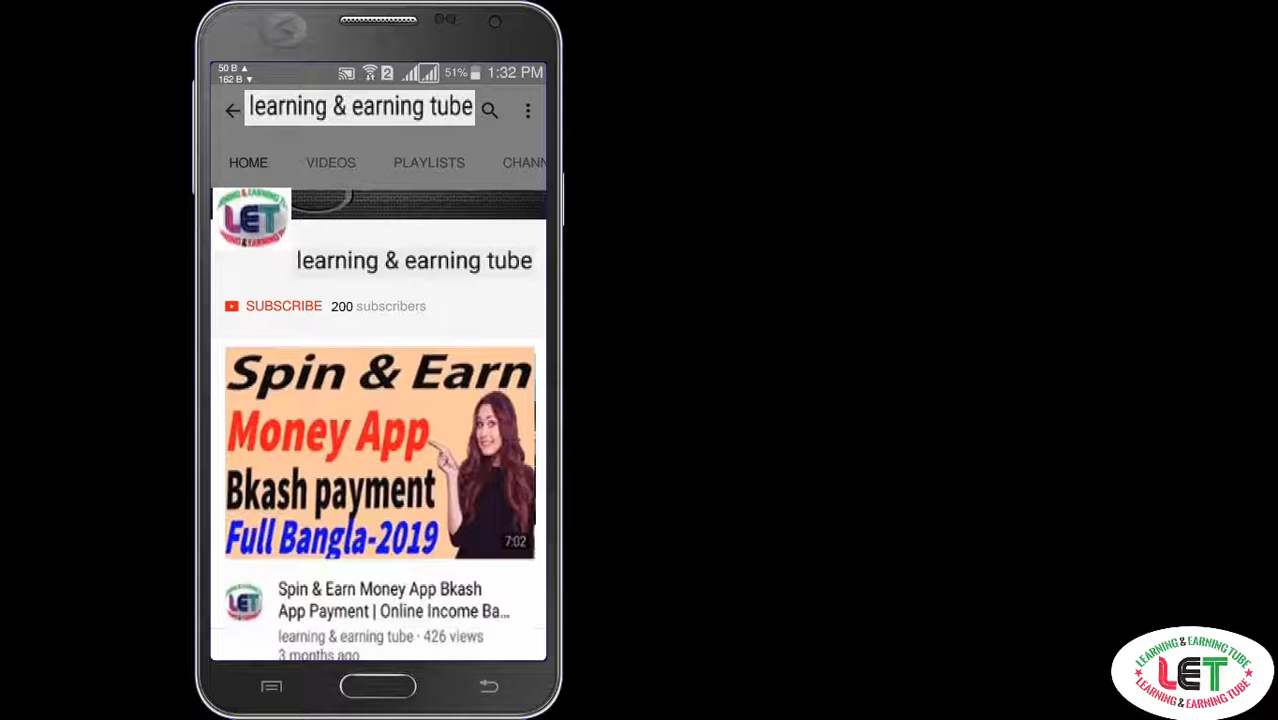 50 B ▲
162 B ▼
2
51%
1:32 PM
learning & earning tube
HOME
VIDEOS
PLAYLISTS
CHANN
LET
learning & earning tube
SUBSCRIBE 200 subscribers
Spin & Earn
Money App
Bkash payment
Full Bangla-2019
7:02
LET
Spin & Earn Money App Bkash
App Payment | Online Income Ba...
learning & earning tube · 426 views
3 months ago
LEARNING & EARNING TUBE
LET
LEARNING & EARNING TUBE